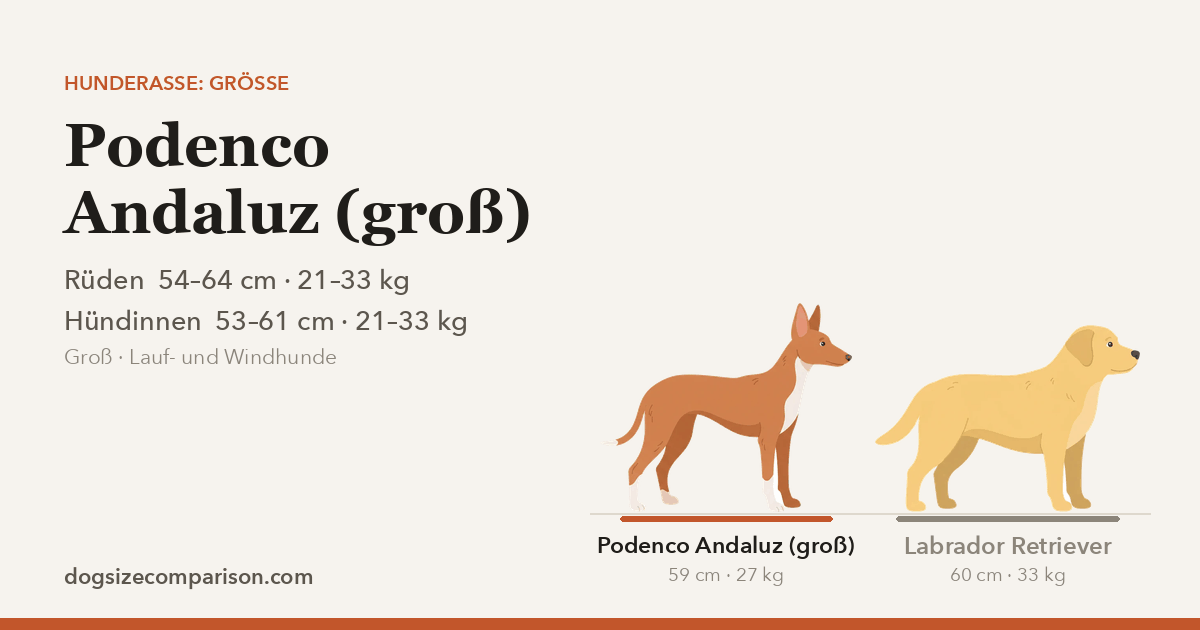 HUNDERASSE: GRÖSSE
Podenco
Andaluz (groß)
Rüden 54–64 cm · 21–33 kg
Hündinnen 53–61 cm · 21–33 kg
Groß · Lauf- und Windhunde
Podenco Andaluz (groß)
59 cm · 27 kg
Labrador Retriever
60 cm · 33 kg
dogsizecomparison.com